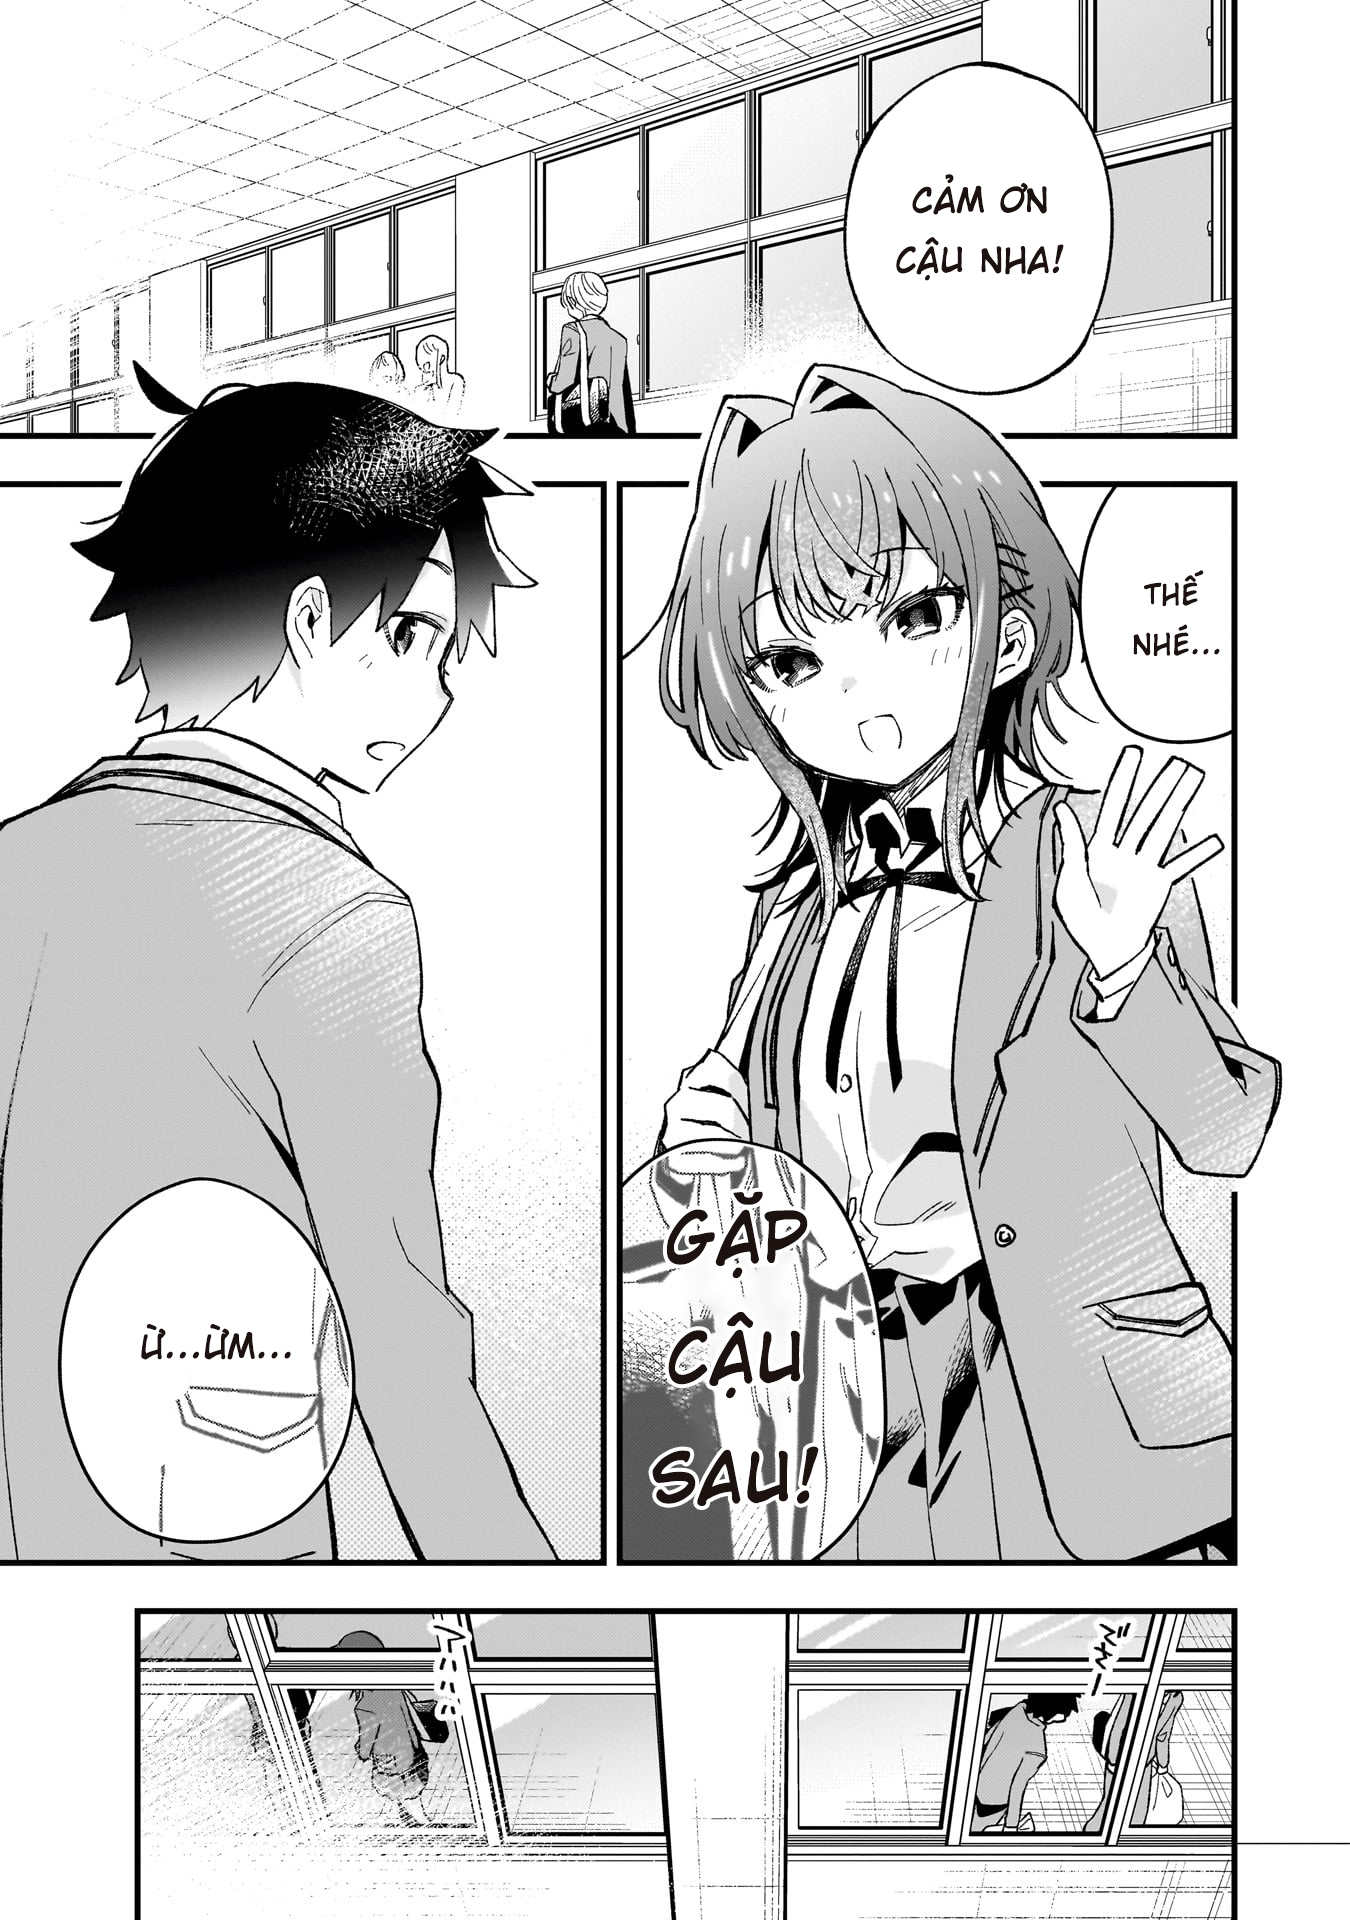 CẢM ƠN
CẬU NHA!
THẾ
NHÉ...
GẶP
CẬU
SAU!
Ừ...ỪM...